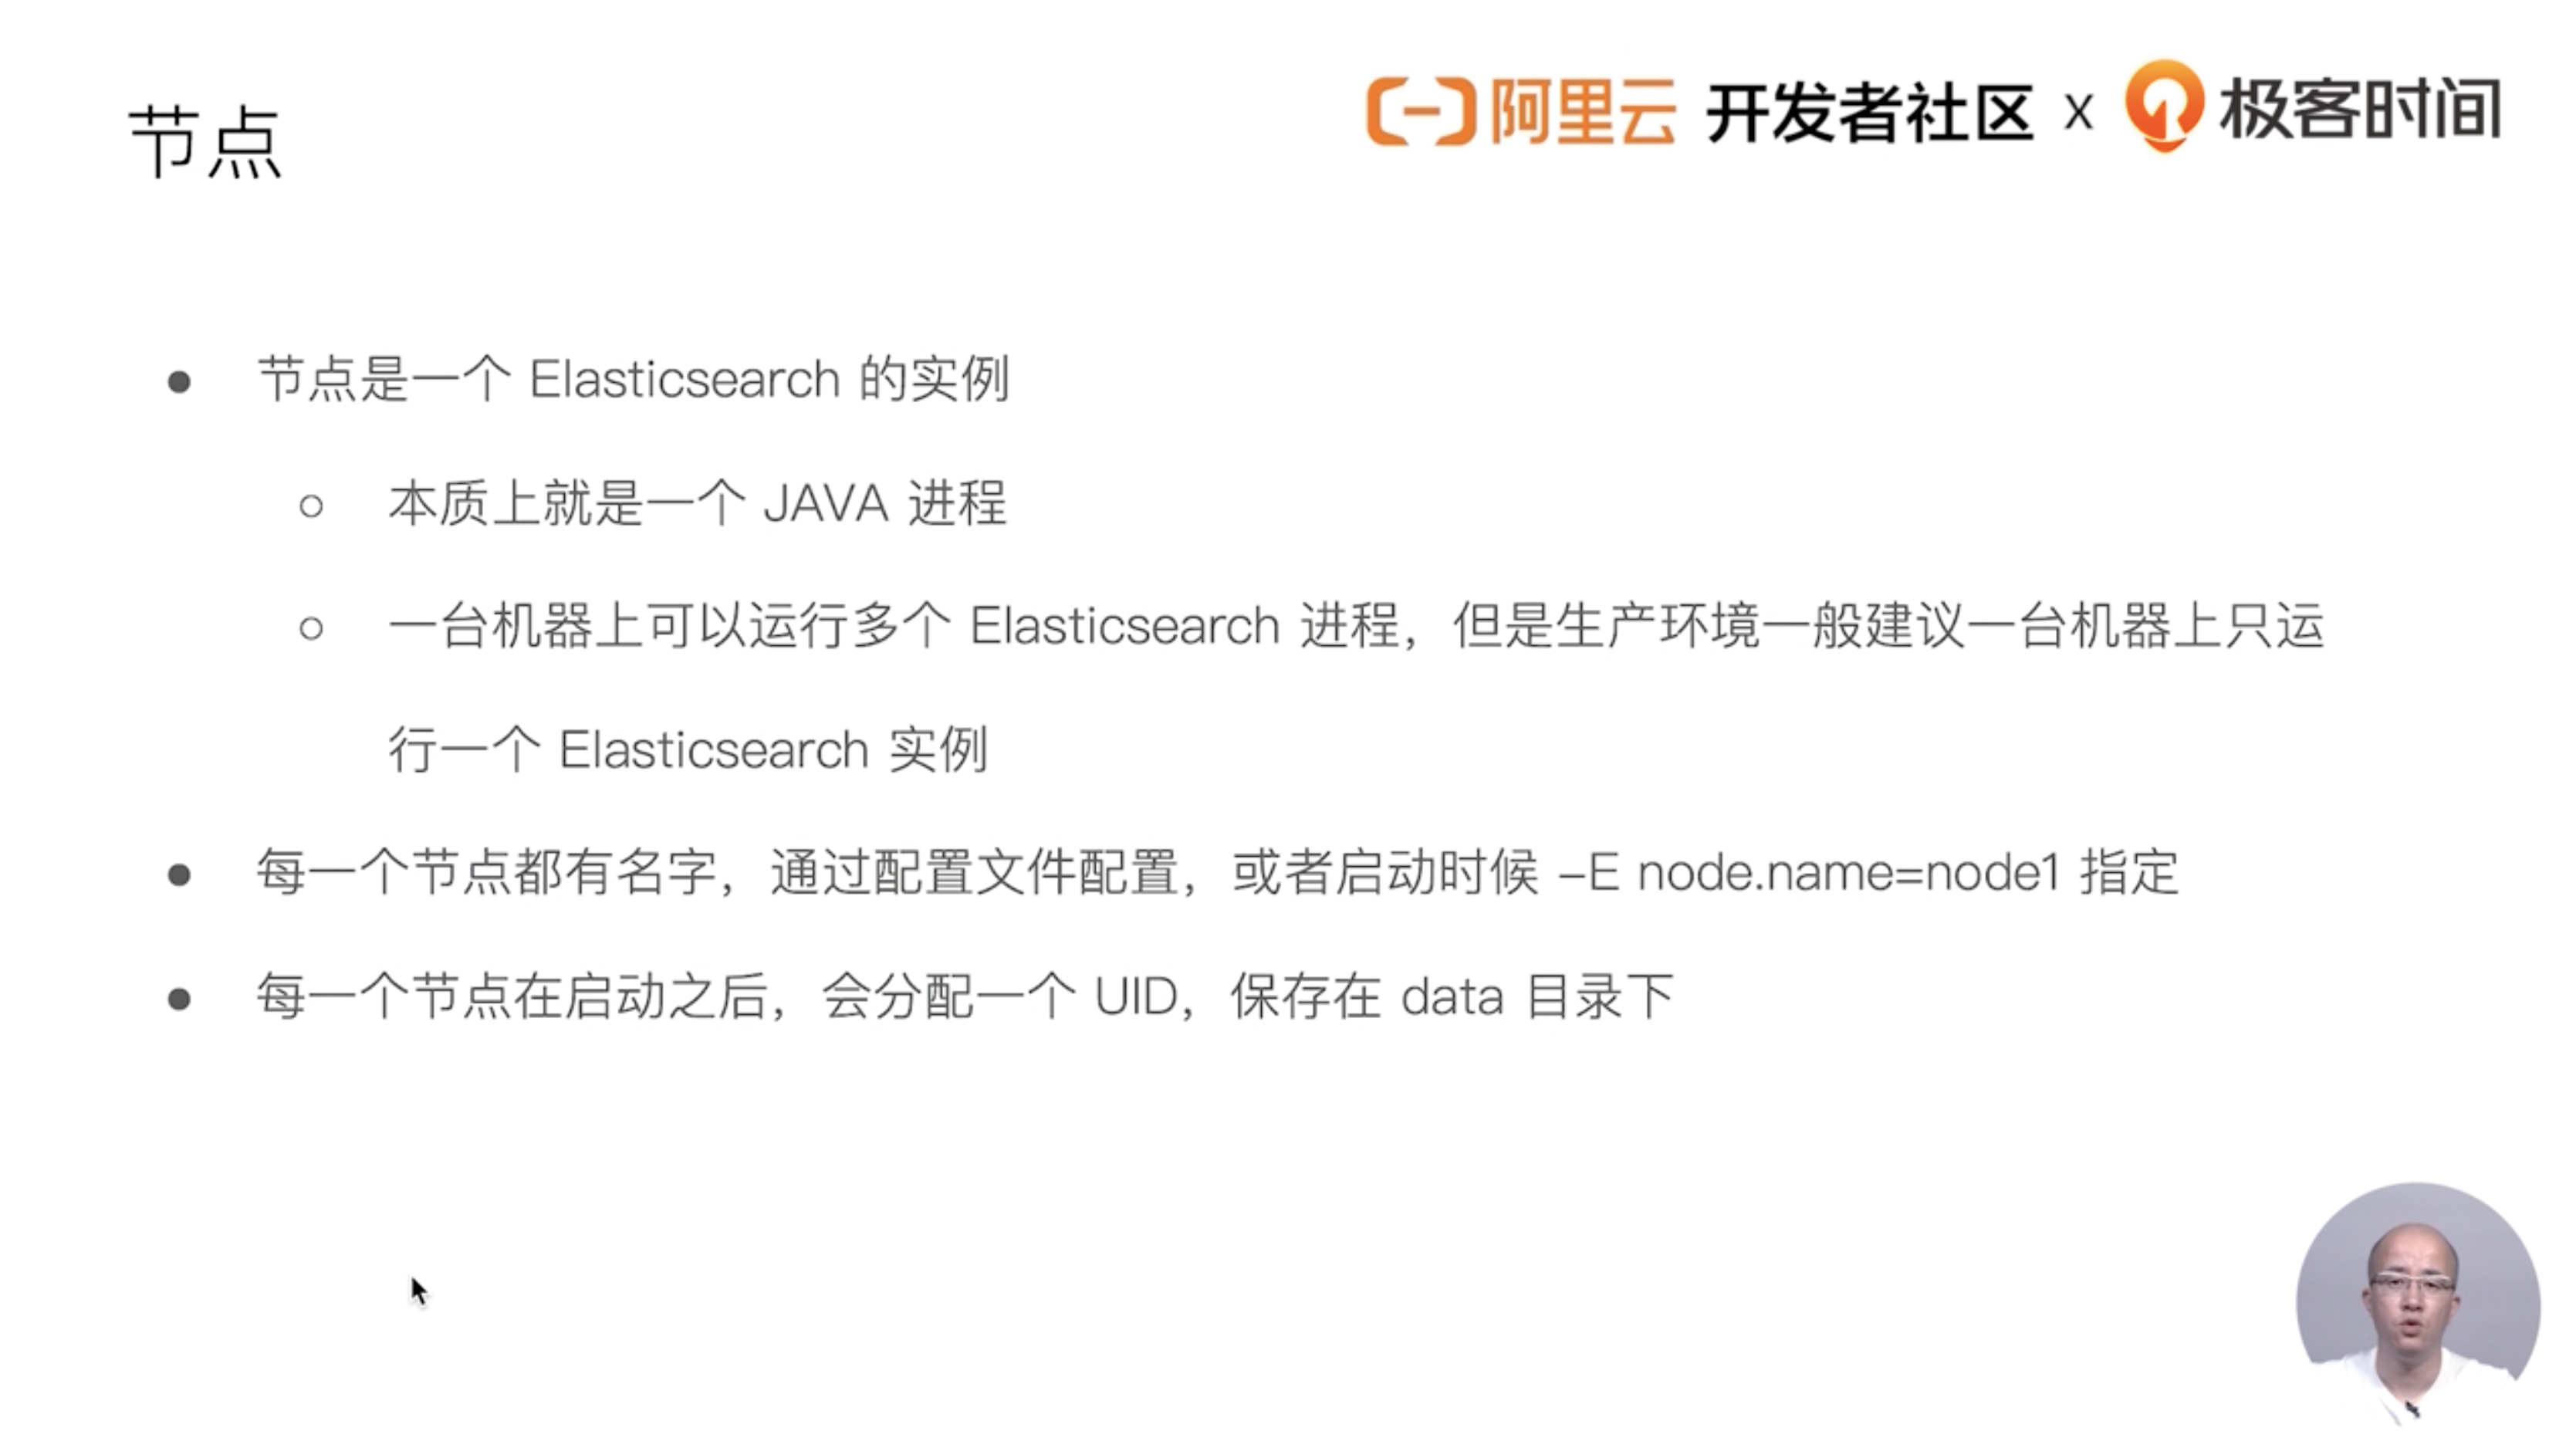 节点
阿里云 开发者社区 X 极客时间
节点是一个 Elasticsearch 的实例
本质上就是一个 JAVA 进程
一台机器上可以运行多个 Elasticsearch 进程，但是生产环境一般建议一台机器上只运
行一个 Elasticsearch 实例
每一个节点都有名字，通过配置文件配置，或者启动时候 –E node.name=node1 指定
每一个节点在启动之后，会分配一个 UID，保存在 data 目录下